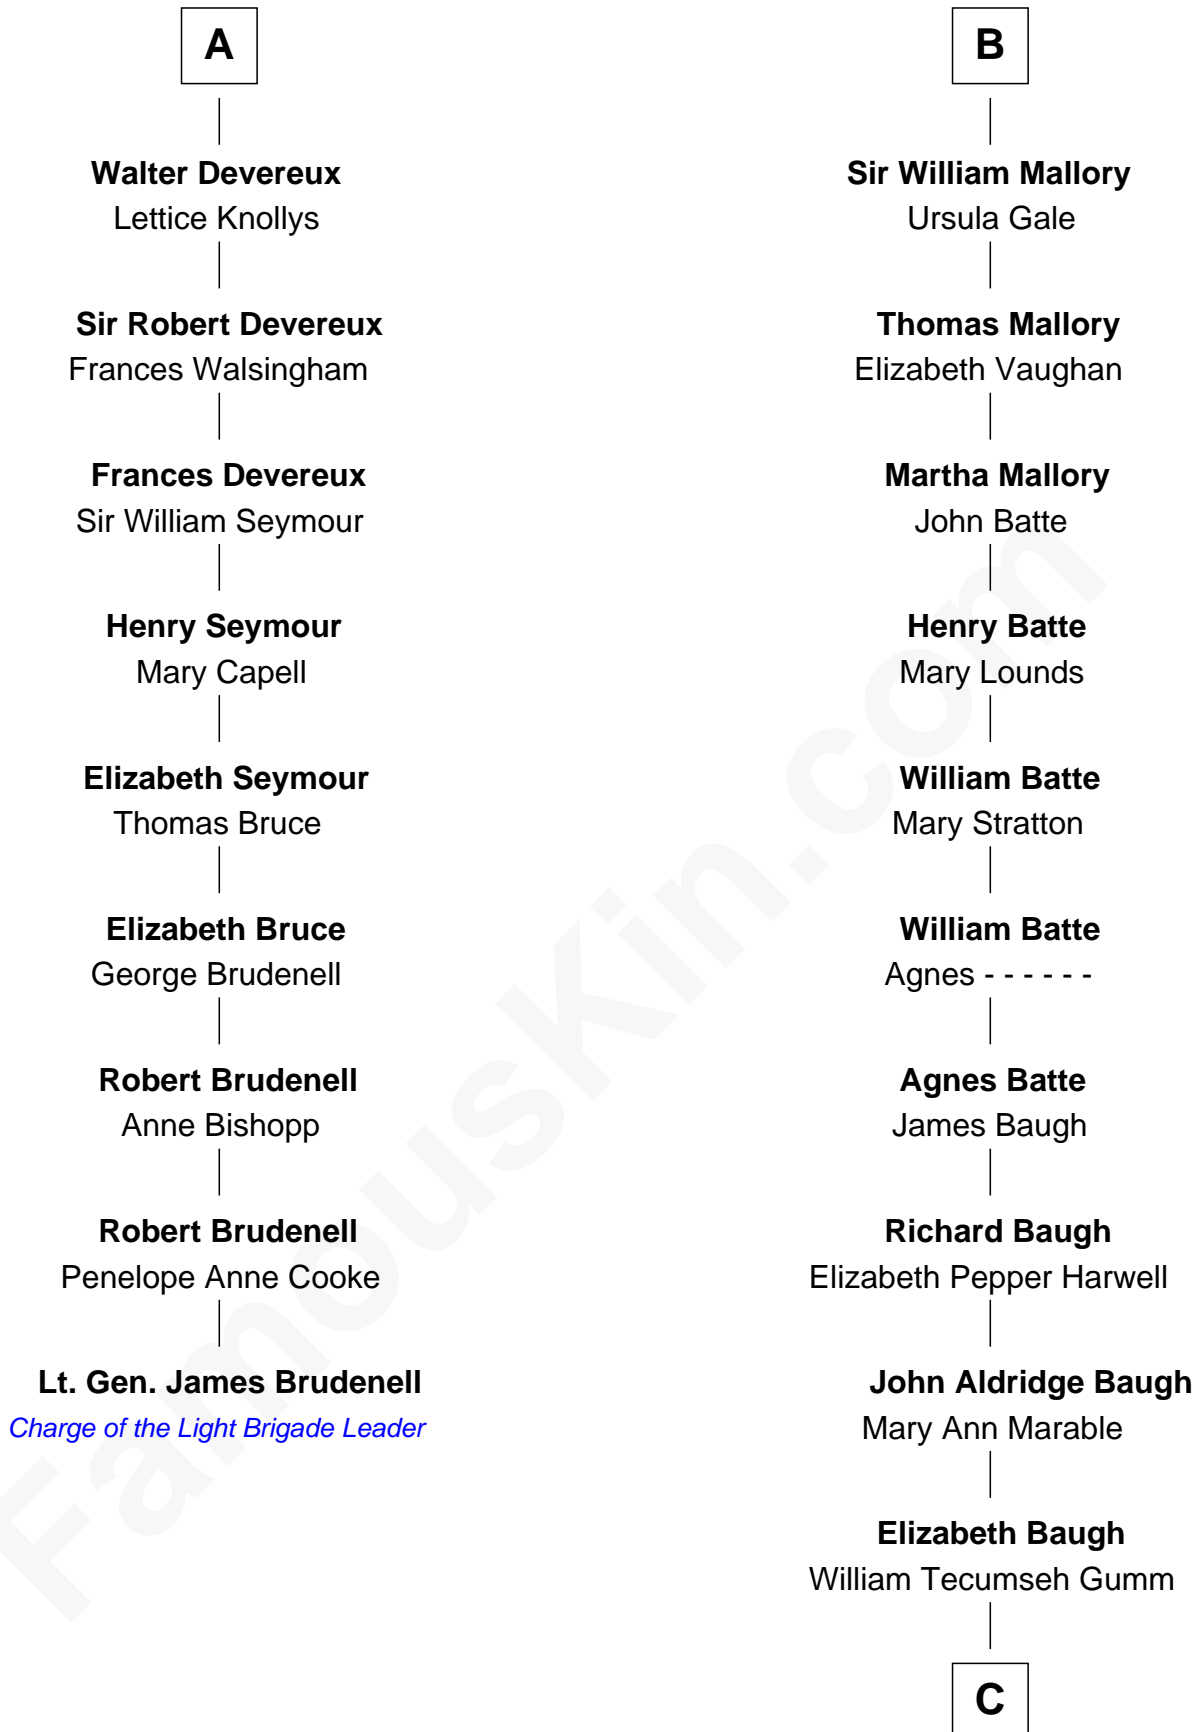 A
Walter Devereux
Lettice Knollys
Sir Robert Devereux
Frances Walsingham
Frances Devereux
Sir William Seymour
Henry Seymour
Mary Capell
Elizabeth Seymour
Thomas Bruce
Elizabeth Bruce
George Brudenell
Robert Brudenell
Anne Bishopp
Robert Brudenell
Penelope Anne Cooke
Lt. Gen. James Brudenell
Charge of the Light Brigade Leader
B
Sir William Mallory
Ursula Gale
Thomas Mallory
Elizabeth Vaughan
Martha Mallory
John Batte
Henry Batte
Mary Lounds
William Batte
Mary Stratton
William Batte
Agnes - - - - - -
Agnes Batte
James Baugh
Richard Baugh
Elizabeth Pepper Harwell
John Aldridge Baugh
Mary Ann Marable
Elizabeth Baugh
William Tecumseh Gumm
C
FamousKin.com